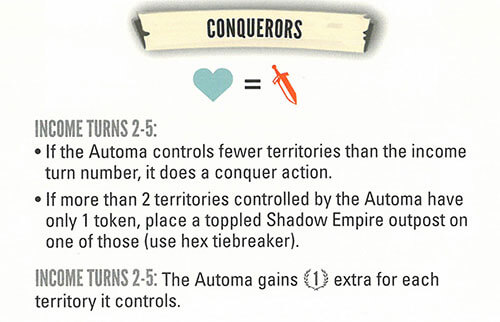 CONQUERORS
=
INCOME TURNS 2-5:
• If the Automa controls fewer territories than the income
turn number, it does a conquer action.
• If more than 2 territories controlled by the Automa have
only 1 token, place a toppled Shadow Empire outpost on
one of those (use hex tiebreaker).
INCOME TURNS 2-5: The Automa gains 1 extra for each
territory it controls.